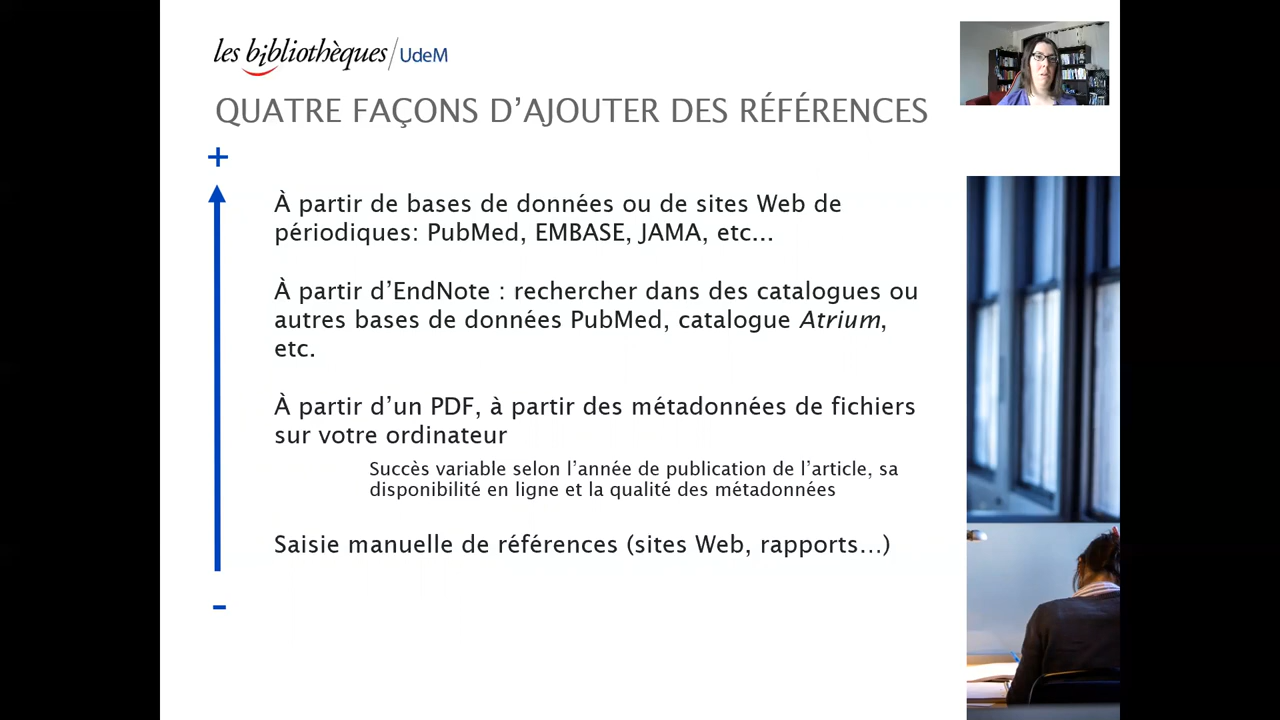 les bibliothèques/UdeM
QUATRE FAÇONS D’AJOUTER DES RÉFÉRENCES
+
À partir de bases de données ou de sites Web de
périodiques: PubMed, EMBASE, JAMA, etc…
À partir d’EndNote : rechercher dans des catalogues ou
autres bases de données PubMed, catalogue Atrium,
etc.
À partir d’un PDF, à partir des métadonnées de fichiers
sur votre ordinateur
Succès variable selon l’année de publication de l’article, sa
disponibilité en ligne et la qualité des métadonnées
Saisie manuelle de références (sites Web, rapports…)
-